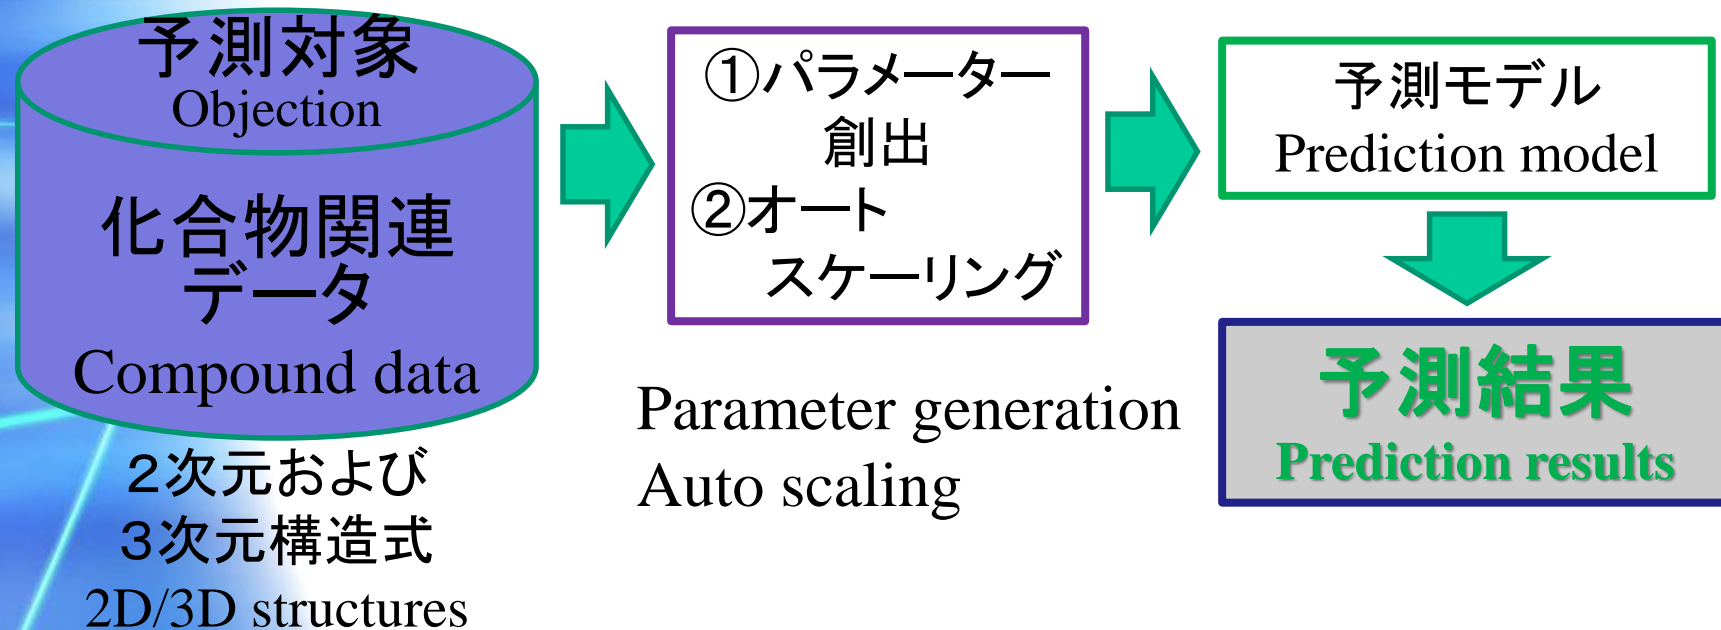 予測対象
Objection
化合物関連
データ
Compound data
2次元および
3次元構造式
2D/3D structures
①パラメーター
創出
②オート
スケーリング
Parameter generation
Auto scaling
予測モデル
Prediction model
予測結果
Prediction results